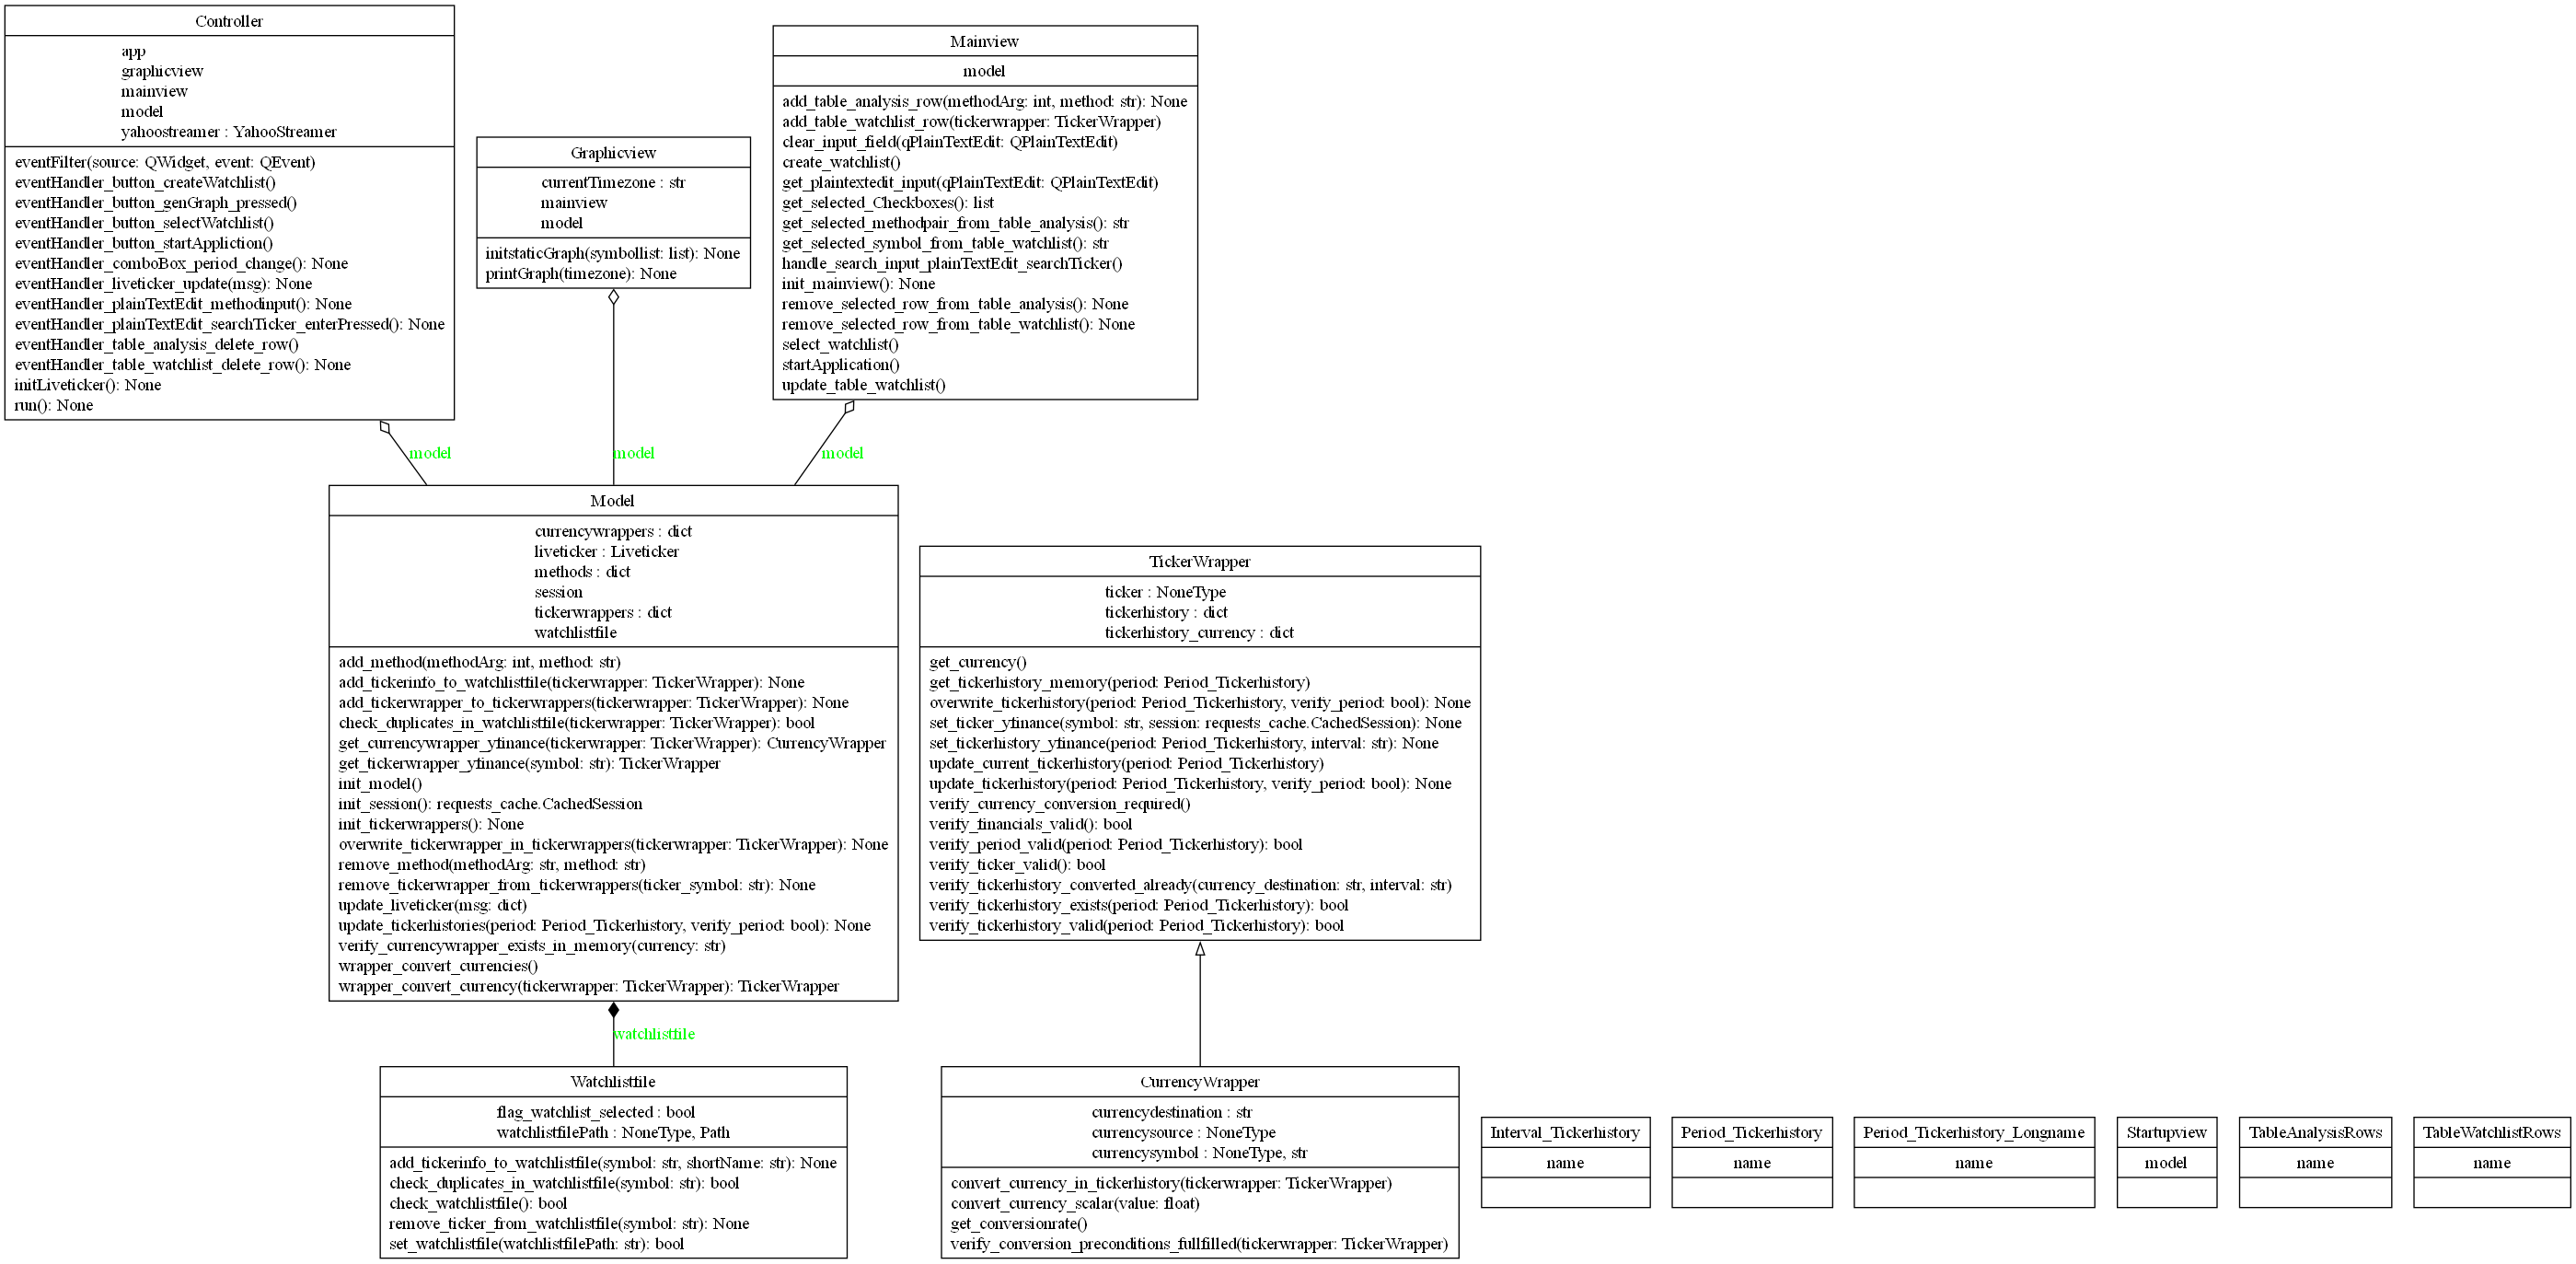 Controller
app
graphicview
mainview
model
yahoostreamer : YahooStreamer
eventFilter(source: QWidget, event: QEvent)
eventHandler_button_createWatchlist()
eventHandler_button_genGraph_pressed()
eventHandler_button_selectWatchlist()
eventHandler_button_startAppliction()
eventHandler_comboBox_period_change(): None
eventHandler_liveticker_update(msg): None
eventHandler_plainTextEdit_methodinput(): None
eventHandler_plainTextEdit_searchTicker_enterPressed(): None
eventHandler_table_analysis_delete_row()
eventHandler_table_watchlist_delete_row(): None
initLiveticker(): None
run(): None
Graphicview
currentTimezone : str
mainview
model
initstaticGraph(symbollist: list): None
printGraph(timezone): None
Mainview
model
add_table_analysis_row(methodArg: int, method: str): None
add_table_watchlist_row(tickerwrapper: TickerWrapper)
clear_input_field(qPlainTextEdit: QPlainTextEdit)
create_watchlist()
get_plaintextedit_input(qPlainTextEdit: QPlainTextEdit)
get_selected_Checkboxes(): list
get_selected_methodpair_from_table_analysis(): str
get_selected_symbol_from_table_watchlist(): str
handle_search_input_plainTextEdit_searchTicker()
init_mainview(): None
remove_selected_row_from_table_analysis(): None
remove_selected_row_from_table_watchlist(): None
select_watchlist()
startApplication()
update_table_watchlist()
model
model
model
Model
currencywrappers : dict
liveticker : Liveticker
methods : dict
session
tickerwrappers : dict
watchlistfile
add_method(methodArg: int, method: str)
add_tickerinfo_to_watchlistfile(tickerwrapper: TickerWrapper): None
add_tickerwrapper_to_tickerwrappers(tickerwrapper: TickerWrapper): None
check_duplicates_in_watchlistfile(tickerwrapper: TickerWrapper): bool
get_currencywrapper_yfinance(tickerwrapper: TickerWrapper): CurrencyWrapper
get_tickerwrapper_yfinance(symbol: str): TickerWrapper
init_model()
init_session(): requests_cache.CachedSession
init_tickerwrappers(): None
overwrite_tickerwrapper_in_tickerwrappers(tickerwrapper: TickerWrapper): None
remove_method(methodArg: str, method: str)
remove_tickerwrapper_from_tickerwrappers(ticker_symbol: str): None
update_liveticker(msg: dict)
update_tickerhistories(period: Period_Tickerhistory, verify_period: bool): None
verify_currencywrapper_exists_in_memory(currency: str)
wrapper_convert_currencies()
wrapper_convert_currency(tickerwrapper: TickerWrapper): TickerWrapper
TickerWrapper
ticker : NoneType
tickerhistory : dict
tickerhistory_currency : dict
get_currency()
get_tickerhistory_memory(period: Period_Tickerhistory)
overwrite_tickerhistory(period: Period_Tickerhistory, verify_period: bool): None
set_ticker_yfinance(symbol: str, session: requests_cache.CachedSession): None
set_tickerhistory_yfinance(period: Period_Tickerhistory, interval: str): None
update_current_tickerhistory(period: Period_Tickerhistory)
update_tickerhistory(period: Period_Tickerhistory, verify_period: bool): None
verify_currency_conversion_required()
verify_financials_valid(): bool
verify_period_valid(period: Period_Tickerhistory): bool
verify_ticker_valid(): bool
verify_tickerhistory_converted_already(currency_destination: str, interval: str)
verify_tickerhistory_exists(period: Period_Tickerhistory): bool
verify_tickerhistory_valid(period: Period_Tickerhistory): bool
watchlistfile
Watchlistfile
flag_watchlist_selected : bool
watchlistfilePath : NoneType, Path
add_tickerinfo_to_watchlistfile(symbol: str, shortName: str): None
check_duplicates_in_watchlistfile(symbol: str): bool
check_watchlistfile(): bool
remove_ticker_from_watchlistfile(symbol: str): None
set_watchlistfile(watchlistfilePath: str): bool
CurrencyWrapper
currencydestination : str
currencysource : NoneType
currencysymbol : NoneType, str
convert_currency_in_tickerhistory(tickerwrapper: TickerWrapper)
convert_currency_scalar(value: float)
get_conversionrate()
verify_conversion_preconditions_fullfilled(tickerwrapper: TickerWrapper)
Interval_Tickerhistory
name
Period_Tickerhistory
name
Period_Tickerhistory_Longname
name
Startupview
model
TableAnalysisRows
name
TableWatchlistRows
name